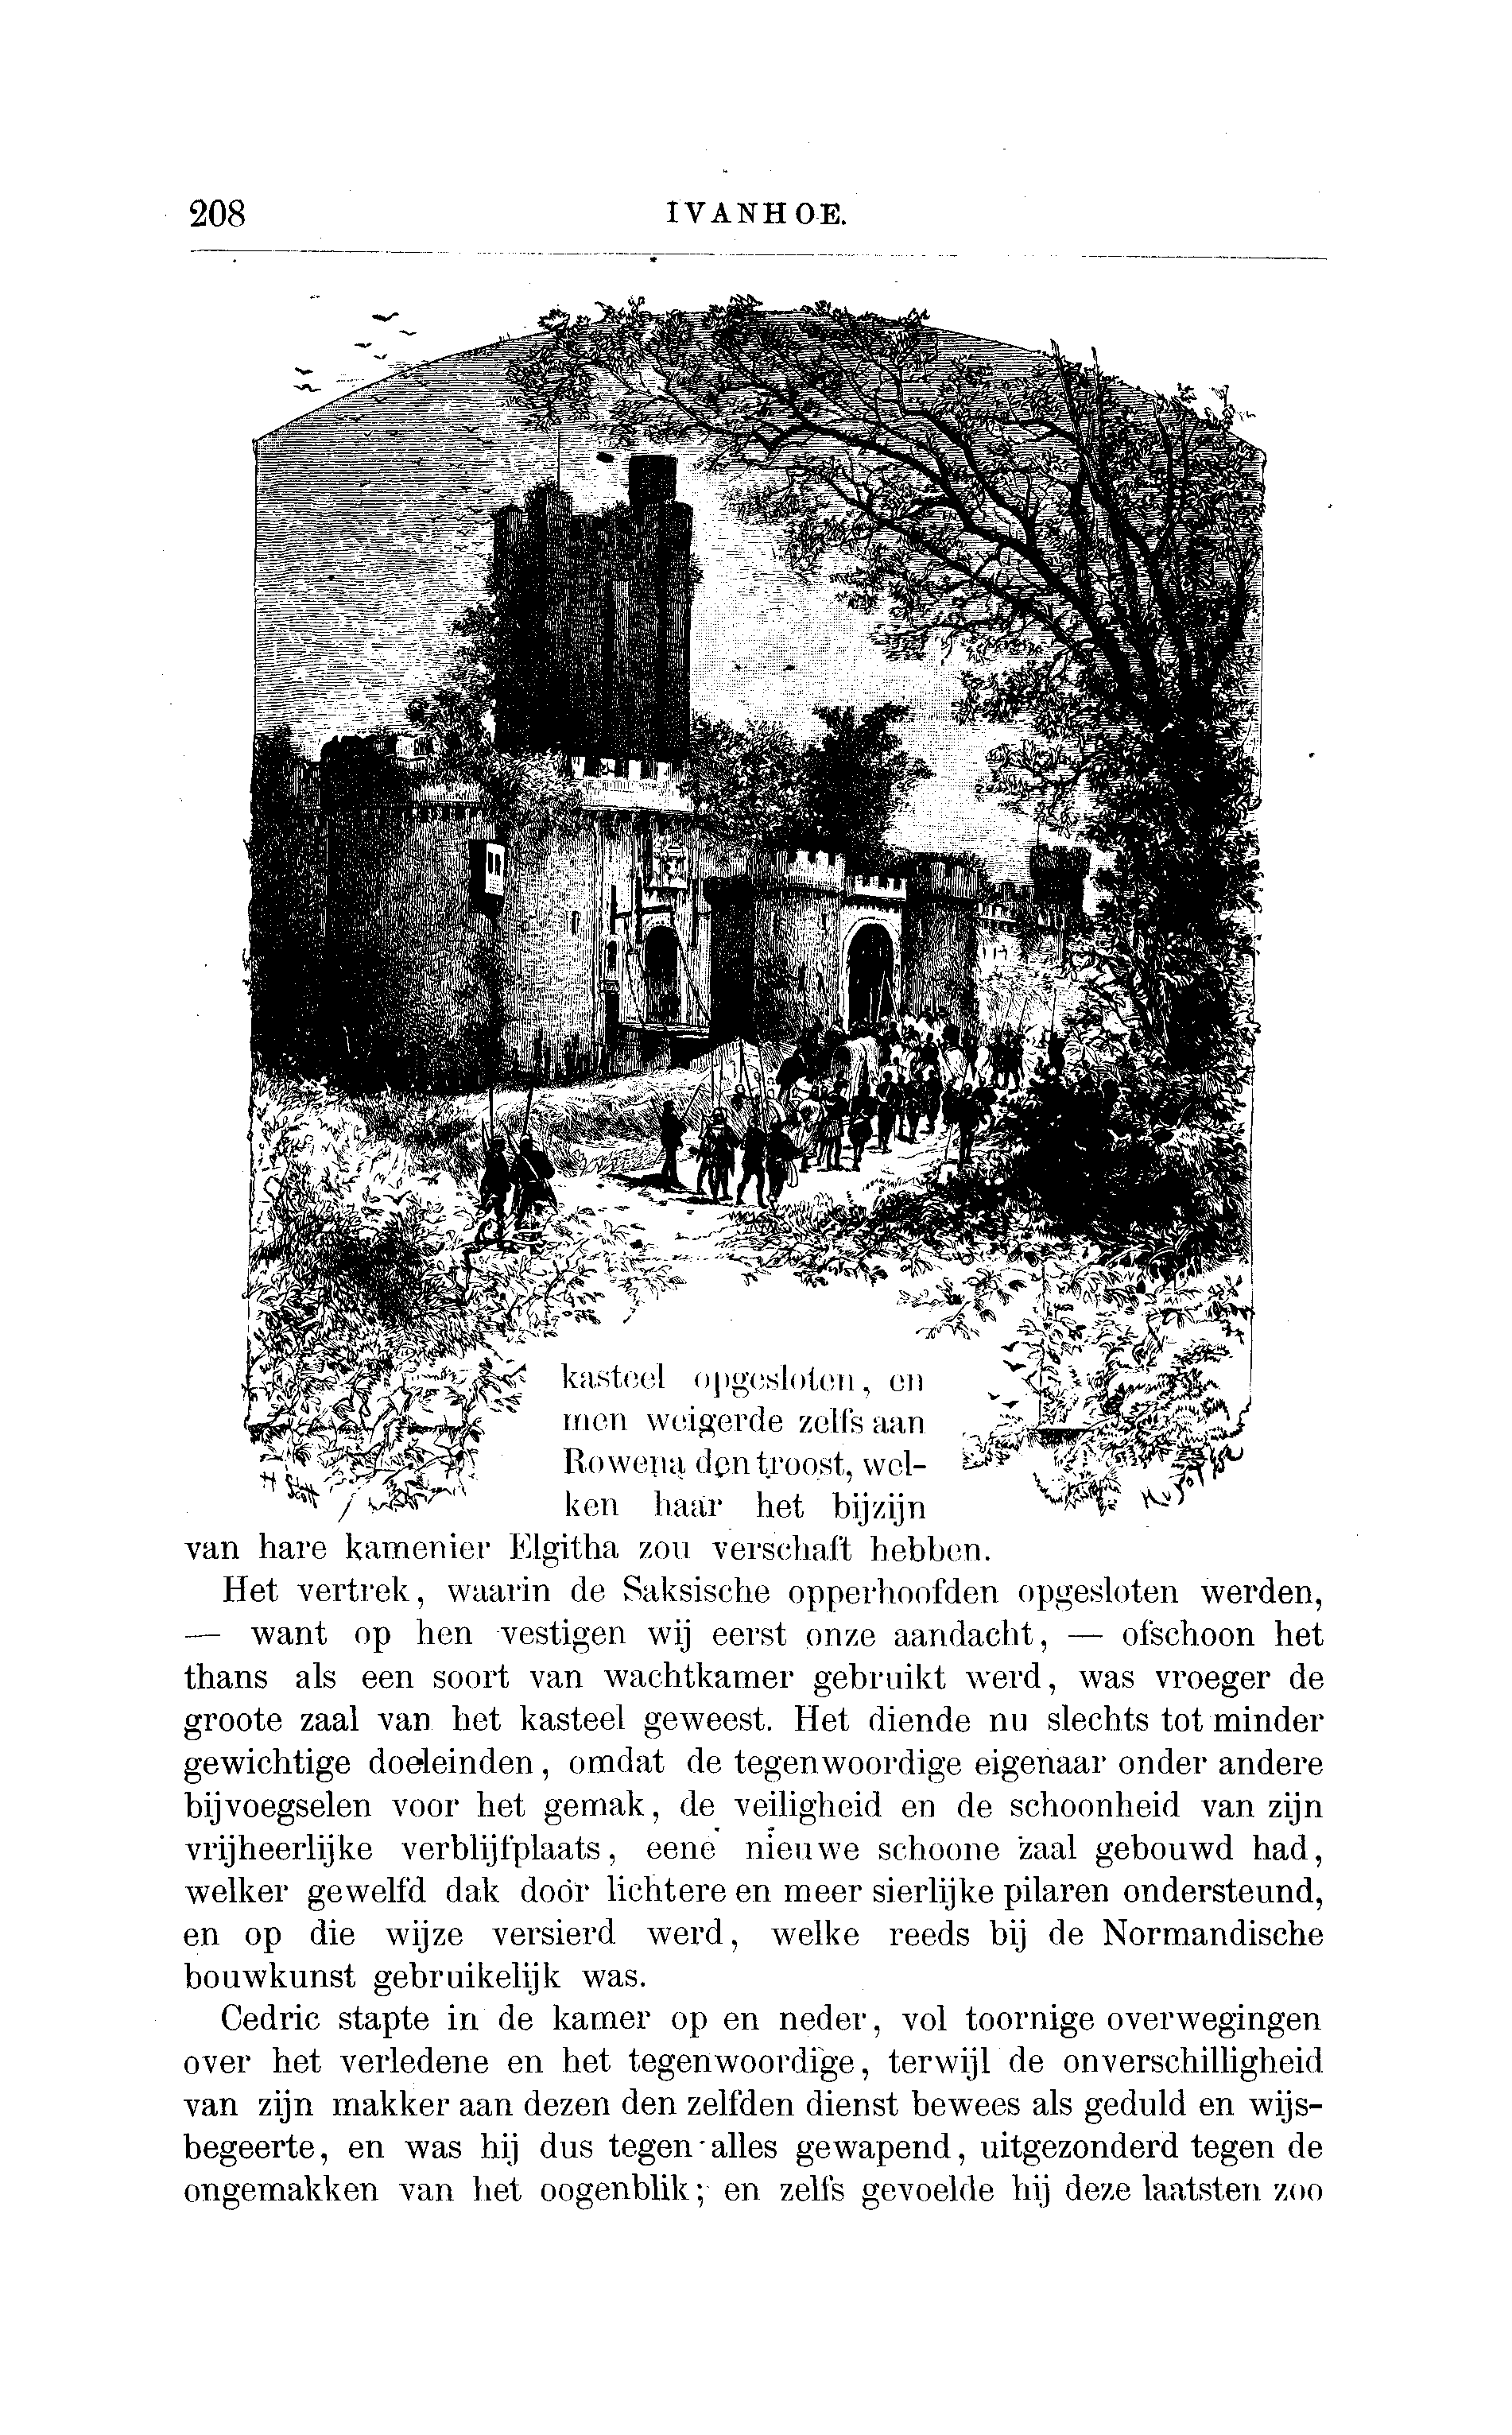 208
IVANHOE.
kasteel opgesloten, en
men weigerde zelfs aan
Rowena den troost, wel-
ken haar het bijzijn
H Scott
van hare kamenier Elgitha zou verschaft hebben.
Het vertrek, waarin de Saksische opperhoofden opgesloten werden,
— want op hen vestigen wij eerst onze aandacht, — ofschoon het
thans als een soort van wachtkamer gebruikt werd, was vroeger de
groote zaal van het kasteel geweest. Het diende nu slechts tot minder
gewichtige doeleinden, omdat de tegenwoordige eigenaar onder andere
bijvoegselen voor het gemak, de veiligheid en de schoonheid van zijn
vrijheerlijke verblijfplaats, eene nieuwe schoone zaal gebouwd had,
welker gewelfd dak door lichtere en meer sierlijke pilaren ondersteund,
en op die wijze versierd werd, welke reeds bij de Normandische
bouwkunst gebruikelijk was.
Cedric stapte in de kamer op en neder, vol toornige overwegingen
over het verledene en het tegenwoordige, terwijl de onverschilligheid
van zijn makker aan dezen den zelfden dienst bewees als geduld en wijs-
begeerte, en was hij dus tegen alles gewapend, uitgezonderd tegen de
ongemakken van het oogenblik; en zelfs gevoelde hij deze laatsten zoo